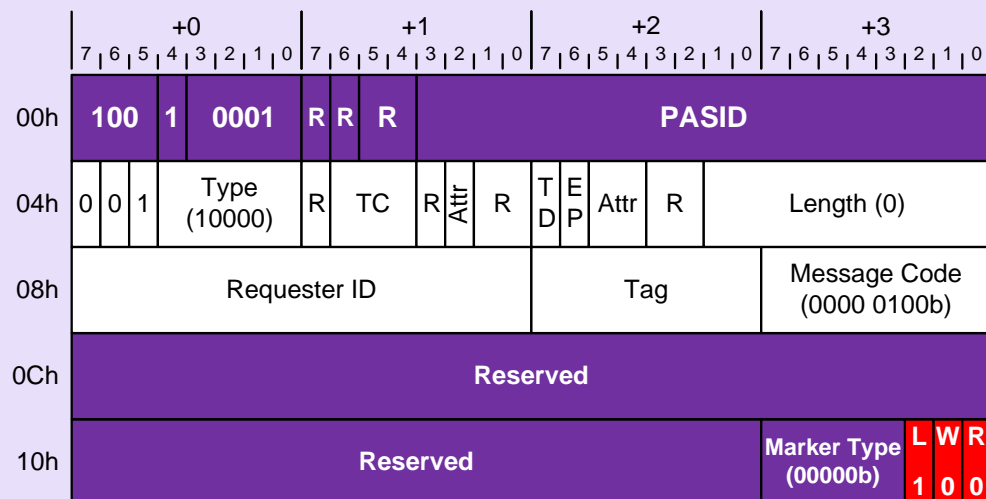 +0 +1 +2 +3
7 6 5 4 3 2 1 0 7 6 5 4 3 2 1 0 7 6 5 4 3 2 1 0 7 6 5 4 3 2 1 0
00h 100 1 0001 R R R PASID
04h 0 0 1 Type (10000) R TC R Attr R TD EP Attr R Length (0)
08h Requester ID Tag Message Code (0000 0100b)
0Ch Reserved
10h Reserved Marker Type (00000b) L 1 W 0 R 0